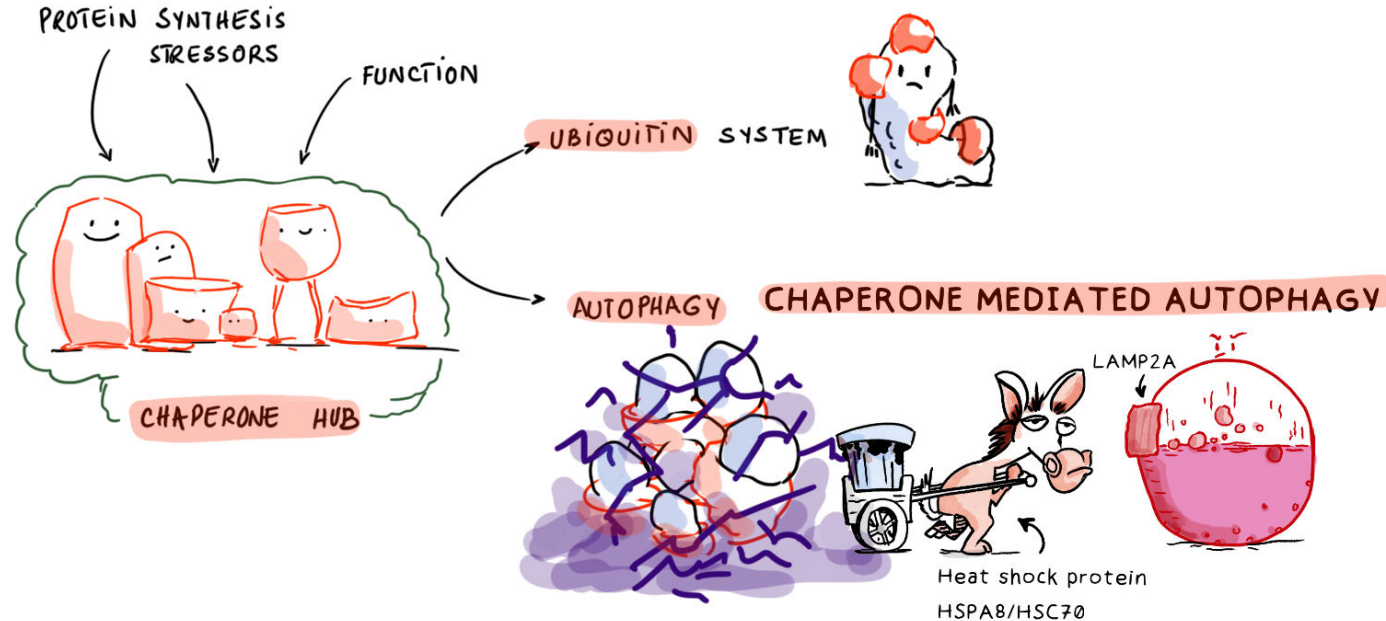 PROTEIN SYNTHESIS
STRESSORS
FUNCTION
UBIQUITIN SYSTEM
CHAPERONE HUB
AUTOPHAGY
CHAPERONE MEDIATED AUTOPHAGY
LAMP2A
Heat shock protein
HSPA8/HSC70